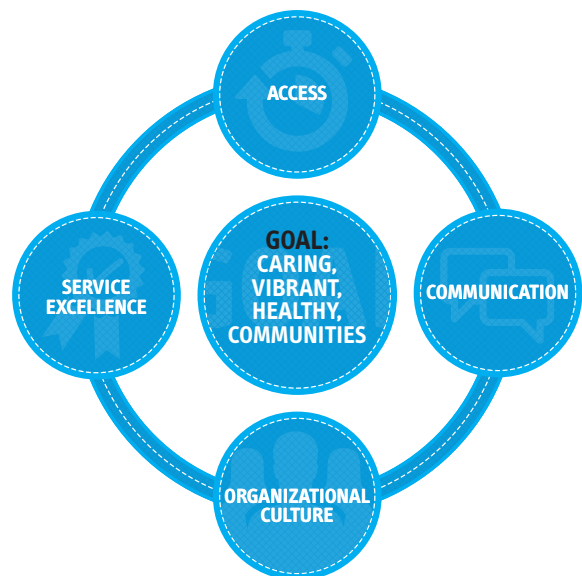 ACCESS
GOAL:
CARING,
VIBRANT,
HEALTHY,
COMMUNITIES
SERVICE
EXCELLENCE
COMMUNICATION
ORGANIZATIONAL
CULTURE